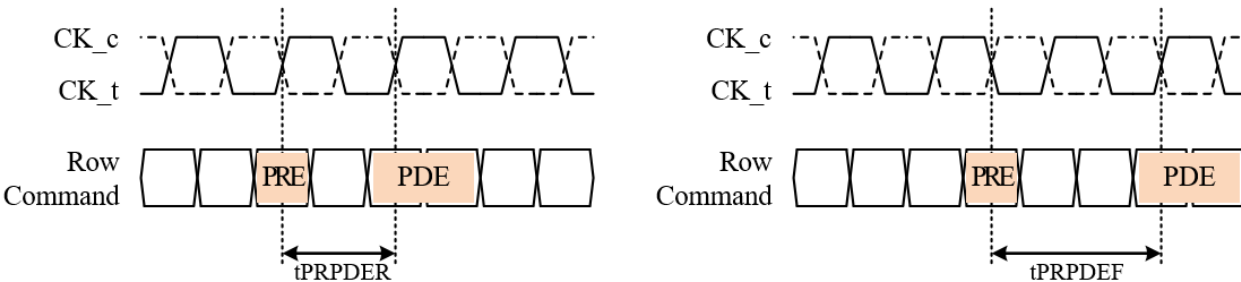 CK_c
CK_t
Row
Command
PRE
PDE
tPRPDER
CK_c
CK_t
Row
Command
PRE
PDE
tPRPDEF